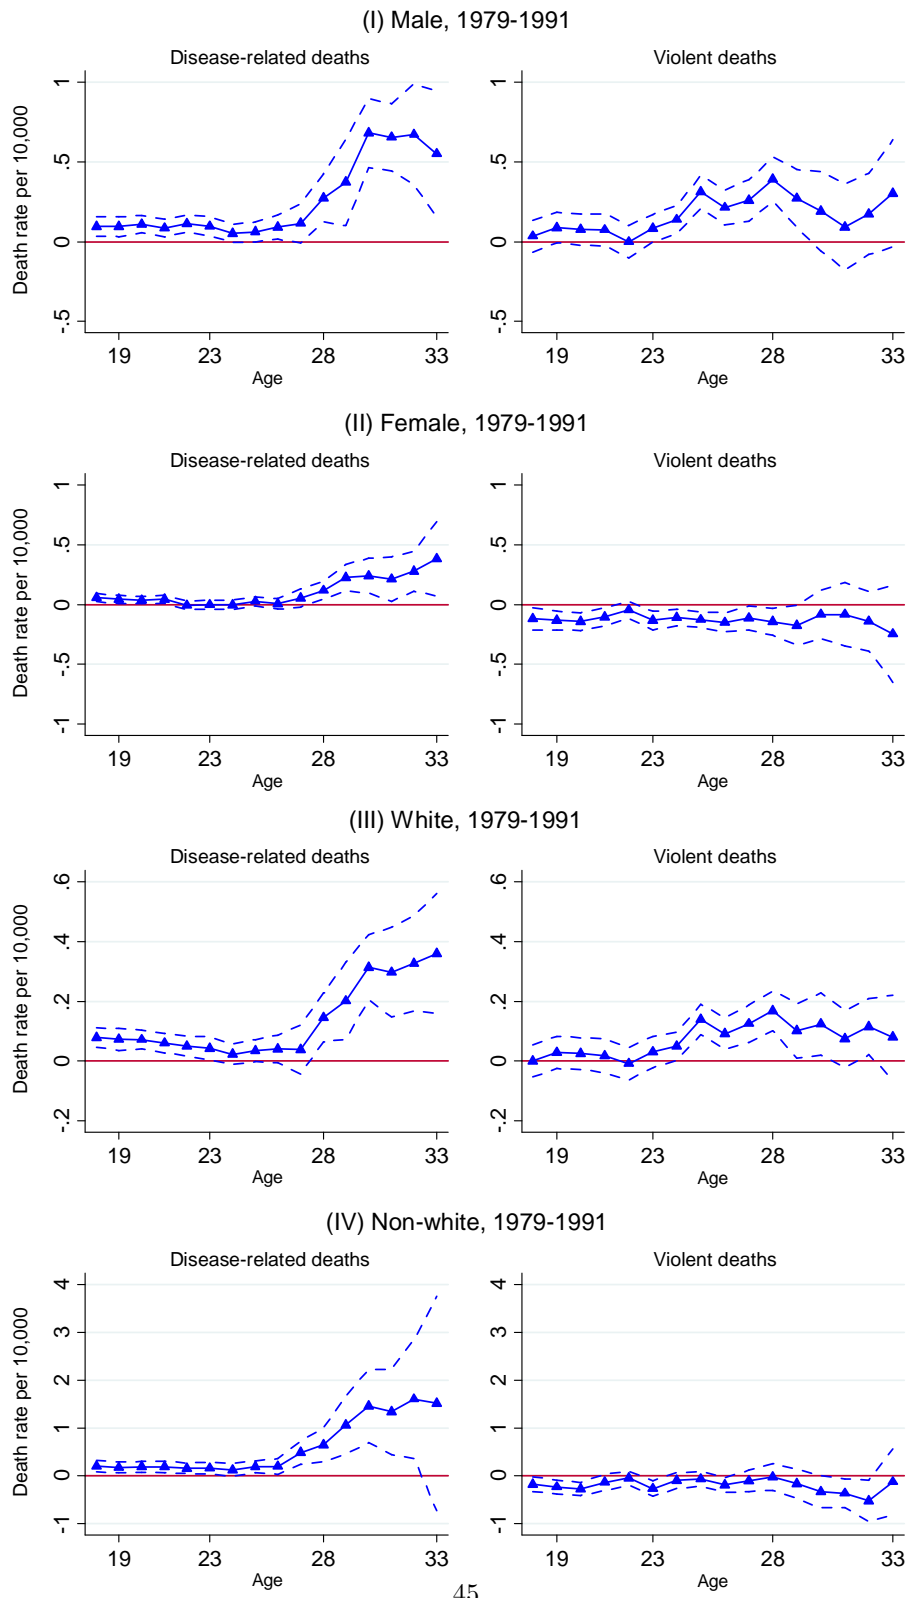 (I) Male, 1979-1991
Disease-related deaths
Violent deaths
Death rate per 10,000
1
.5
0
-.5
19 23 28 33
Age
1
.5
0
-.5
19 23 28 33
Age
(II) Female, 1979-1991
Disease-related deaths
Violent deaths
Death rate per 10,000
1
.5
0
-.5
-1
19 23 28 33
Age
1
.5
0
-.5
-1
19 23 28 33
Age
(III) White, 1979-1991
Disease-related deaths
Violent deaths
Death rate per 10,000
.6
.4
.2
0
-.2
19 23 28 33
Age
.6
.4
.2
0
-.2
19 23 28 33
Age
(IV) Non-white, 1979-1991
Disease-related deaths
Violent deaths
Death rate per 10,000
4
3
2
1
0
-1
19 23 28 33
Age
4
3
2
1
0
-1
19 23 28 33
Age
45